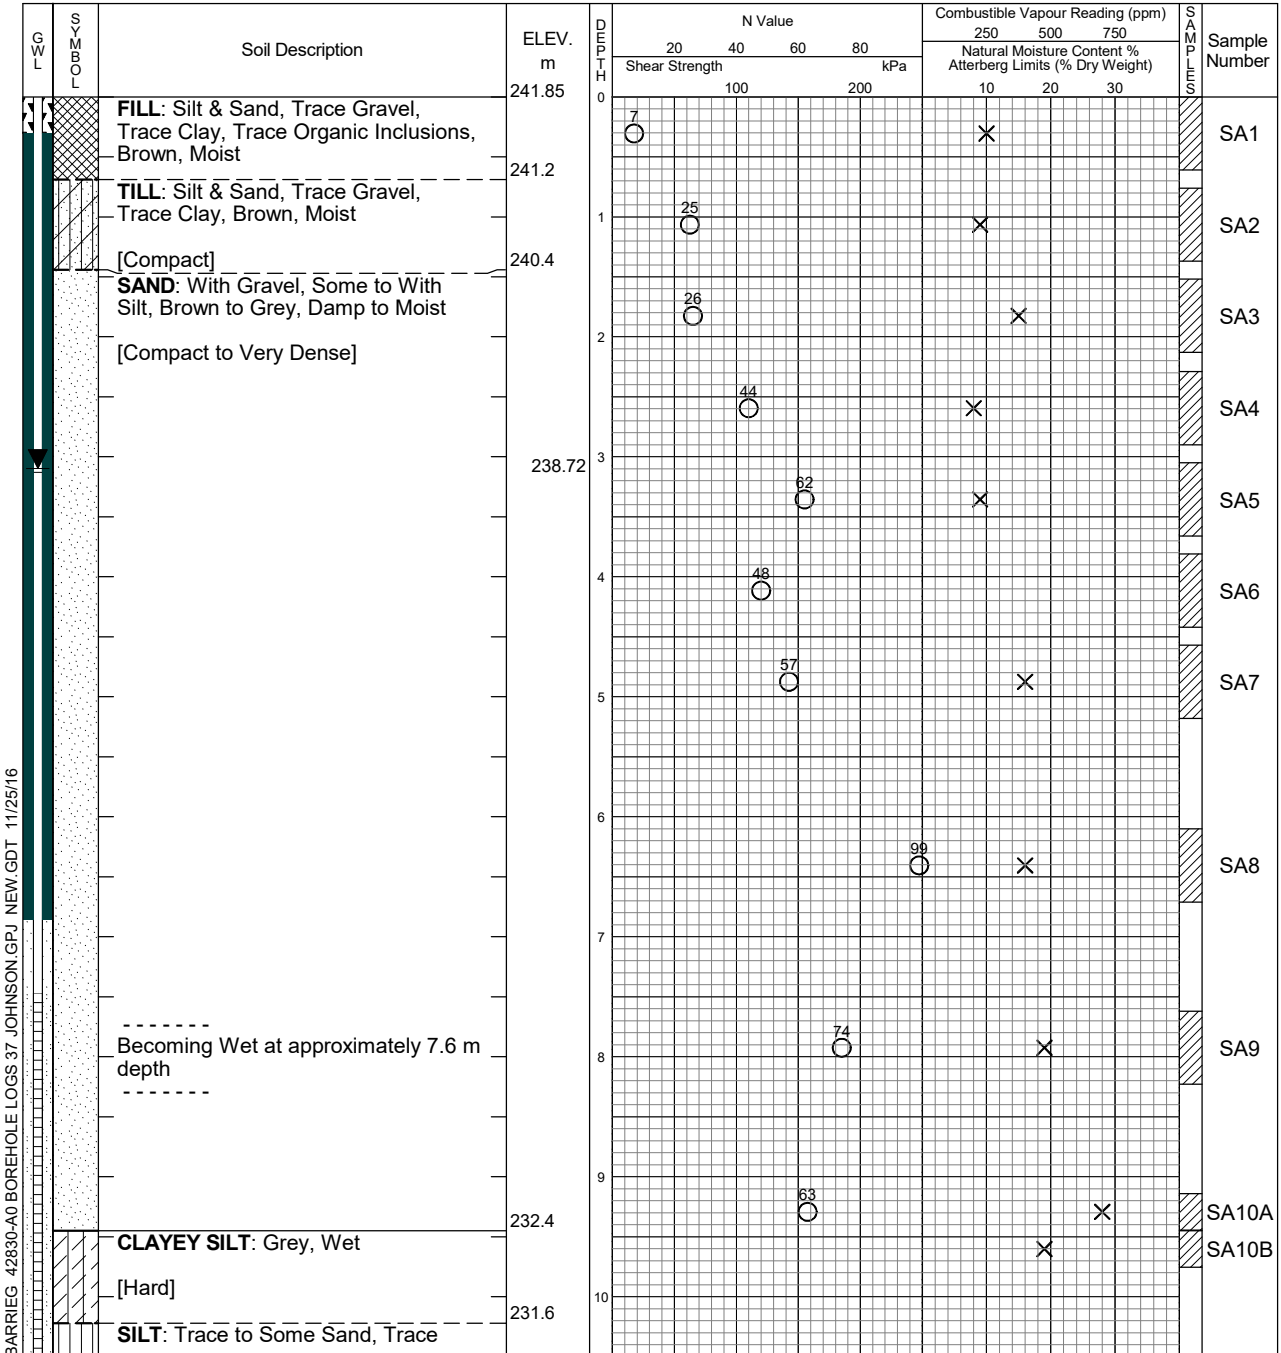 GWL
SYMBOL
Soil Description
ELEV.
m
DEPTH
N Value
20 40 60 80
Shear Strength kPa
100 200
Combustible Vapour Reading (ppm)
250 500 750
Natural Moisture Content %
Atterberg Limits (% Dry Weight)
10 20 30
SAMPLES
Sample
Number
241.85
0
FILL: Silt & Sand, Trace Gravel,
Trace Clay, Trace Organic Inclusions,
Brown, Moist
7
SA1
241.2
TILL: Silt & Sand, Trace Gravel,
Trace Clay, Brown, Moist
[Compact]
25
1
SA2
240.4
SAND: With Gravel, Some to With
Silt, Brown to Grey, Damp to Moist
[Compact to Very Dense]
26
SA3
2
44
SA4
3
238.72
62
SA5
4
48
SA6
57
SA7
5
6
99
SA8
7
Becoming Wet at approximately 7.6 m
depth
74
SA9
8
9
63
SA10A
232.4
CLAYEY SILT: Grey, Wet
[Hard]
SA10B
10
231.6
SILT: Trace to Some Sand, Trace
BARRIEG 42830-A0 BOREHOLE LOGS 37 JOHNSON.GPJ NEW.GDT 11/25/16